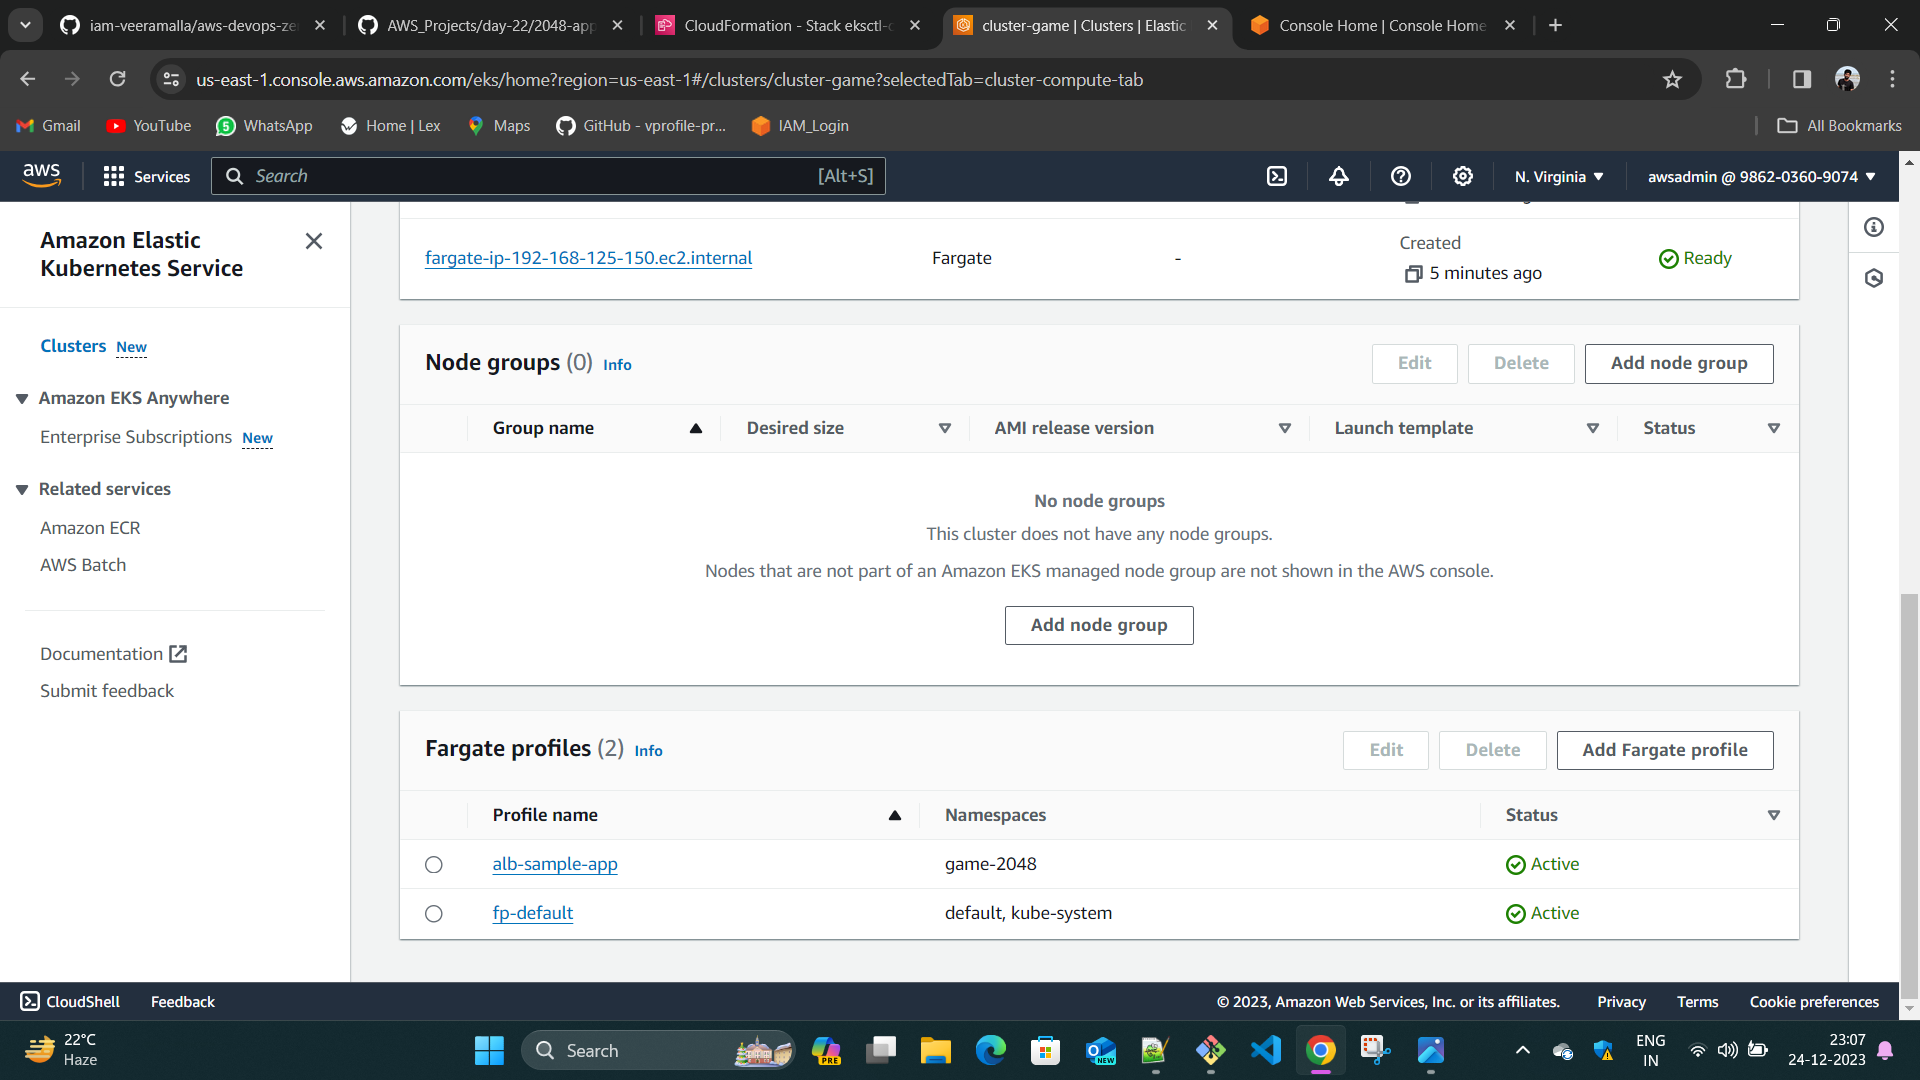 iam-veeramalla/aws-devops-ze
AWS_Projects/day-22/2048-app
CloudFormation - Stack eksctl-c
cluster-game | Clusters | Elastic
Console Home | Console Home
us-east-1.console.aws.amazon.com/eks/home?region=us-east-1#/clusters/cluster-game?selectedTab=cluster-compute-tab
Gmail
YouTube
5
WhatsApp
Home | Lex
Maps
GitHub - vprofile-pr...
IAM_Login
All Bookmarks
aws
Services
Search
[Alt+S]
N. Virginia
awsadmin @ 9862-0360-9074
Amazon Elastic
Kubernetes Service
Clusters New
Amazon EKS Anywhere
Enterprise Subscriptions New
Related services
Amazon ECR
AWS Batch
Documentation
Submit feedback
fargate-ip-192-168-125-150.ec2.internal
Fargate
-
Created
5 minutes ago
Ready
Node groups (0) Info
Edit
Delete
Add node group
Group name
Desired size
AMI release version
Launch template
Status
No node groups
This cluster does not have any node groups.
Nodes that are not part of an Amazon EKS managed node group are not shown in the AWS console.
Add node group
Fargate profiles (2) Info
Edit
Delete
Add Fargate profile
Profile name
Namespaces
Status
alb-sample-app
game-2048
Active
fp-default
default, kube-system
Active
CloudShell
Feedback
© 2023, Amazon Web Services, Inc. or its affiliates.
Privacy
Terms
Cookie preferences
22°C
Haze
Search
PRE
NEW
ENG
IN
23:07
24-12-2023